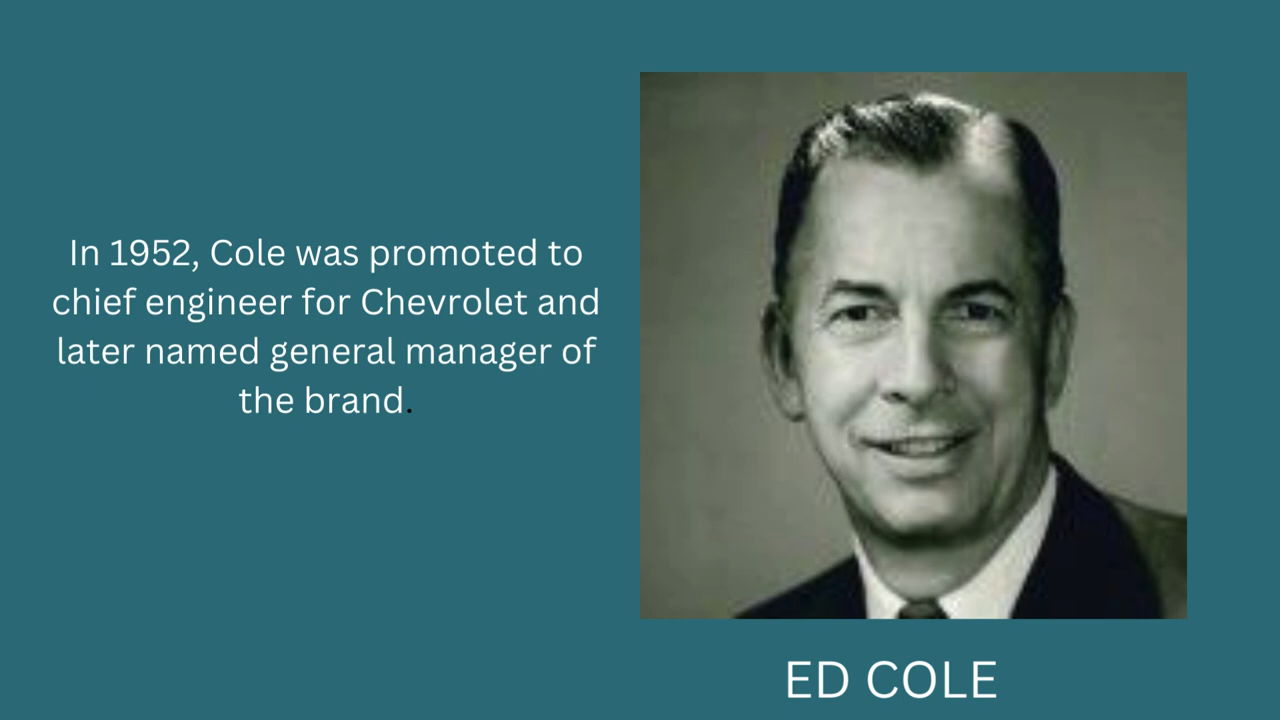 In 1952, Cole was promoted to
chief engineer for Chevrolet and
later named general manager of
the brand.
ED COLE